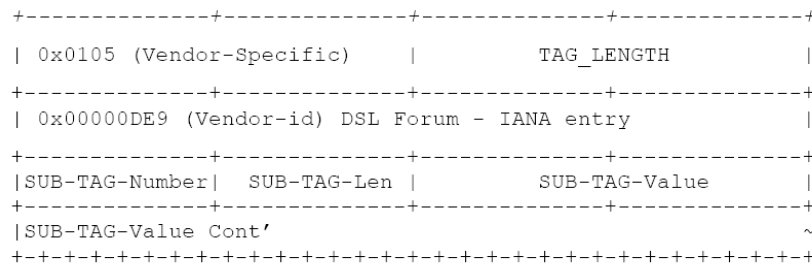 +--------------+--------------+--------------+--------------+
| 0x0105 (Vendor-Specific) | TAG_LENGTH |
+--------------+--------------+--------------+--------------+
| 0x00000DE9 (Vendor-id) DSL Forum - IANA entry |
+--------------+--------------+--------------+--------------+
|SUB-TAG-Number| SUB-TAG-Len | SUB-TAG-Value |
+--------------+--------------+--------------+--------------+
|SUB-TAG-Value Cont’ ~
+-+-+-+-+-+-+-+-+-+-+-+-+-+-+-+-+-+-+-+-+-+-+-+-+-+-+-+-+-+-+